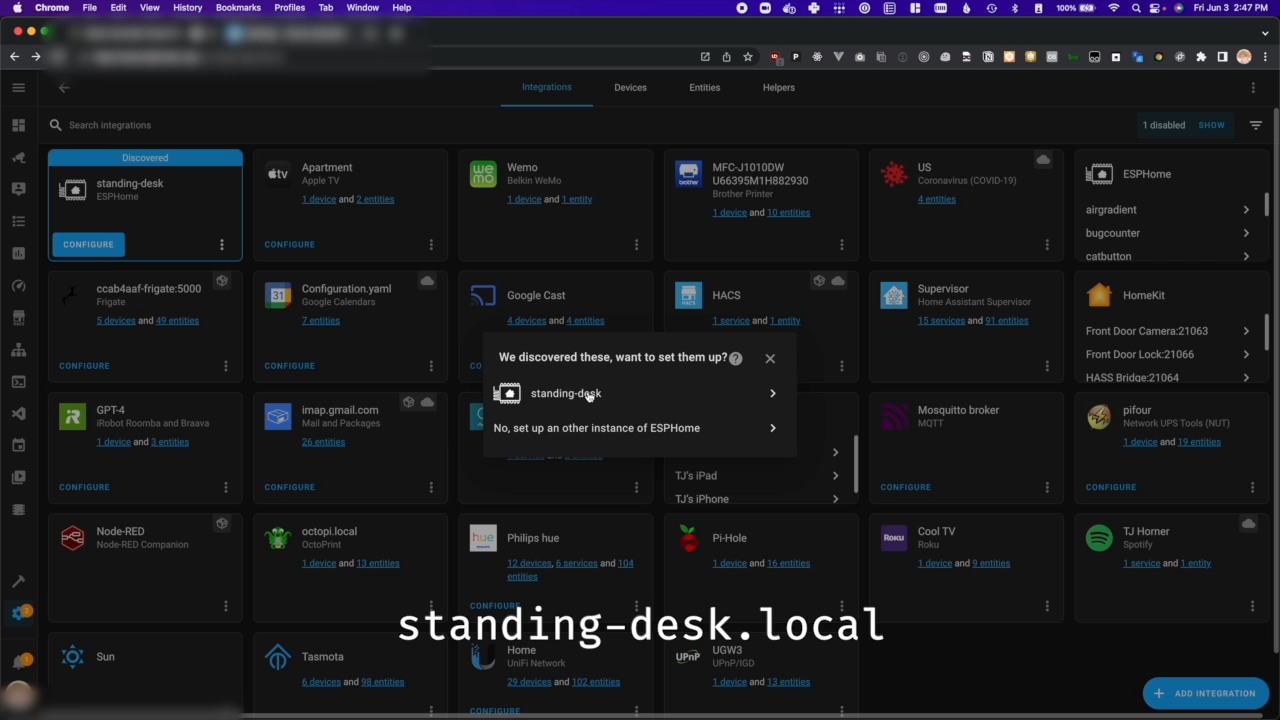 Chrome File Edit View History Bookmarks Profiles Tab Window Help 100% Fri Jun 3 2:47 PM
Integrations Devices Entities Helpers
Search integrations 1 disabled SHOW
Discovered
standing-desk
ESPHome
CONFIGURE
Apartment
Apple TV
1 device and 2 entities
CONFIGURE
Wemo
Belkin WeMo
1 device and 1 entity
MFC-J1010DW
U66395M1H882930
Brother Printer
1 device and 10 entities
US
Coronavirus (COVID-19)
4 entities
ESPHome
airgradient
bugcounter
catbutton
ccab4aaf-frigate:5000
Frigate
5 devices and 49 entities
CONFIGURE
Configuration.yaml
Google Calendars
7 entities
CONFIGURE
Google Cast
4 devices and 4 entities
CO
HACS
1 service and 1 entity
Supervisor
Home Assistant Supervisor
15 services and 91 entities
HomeKit
Front Door Camera:21063
Front Door Lock:21066
HASS Bridge:21064
We discovered these, want to set them up?
standing-desk
No, set up an other instance of ESPHome
GPT-4
iRobot Roomba and Braava
1 device and 3 entities
CONFIGURE
imap.gmail.com
Mail and Packages
26 entities
CONFIGURE
TJ's iPad
TJ's iPhone
Mosquitto broker
MQTT
CONFIGURE
pifour
Network UPS Tools (NUT)
1 device and 19 entities
CONFIGURE
Node-RED
Node-RED Companion
octopi.local
OctoPrint
1 device and 13 entities
hue
Philips hue
12 devices, 6 services and 104
entities
CONFIGURE
Pi-Hole
1 device and 16 entities
Roku
Cool TV
Roku
1 device and 9 entities
TJ Horner
Spotify
1 service and 1 entity
standing-desk.local
Sun
Tasmota
6 devices and 98 entities
Home
UniFi Network
29 devices and 102 entities
CONFIGURE
UPnP
UGW3
UPnP/IGD
1 device and 13 entities
ADD INTEGRATION